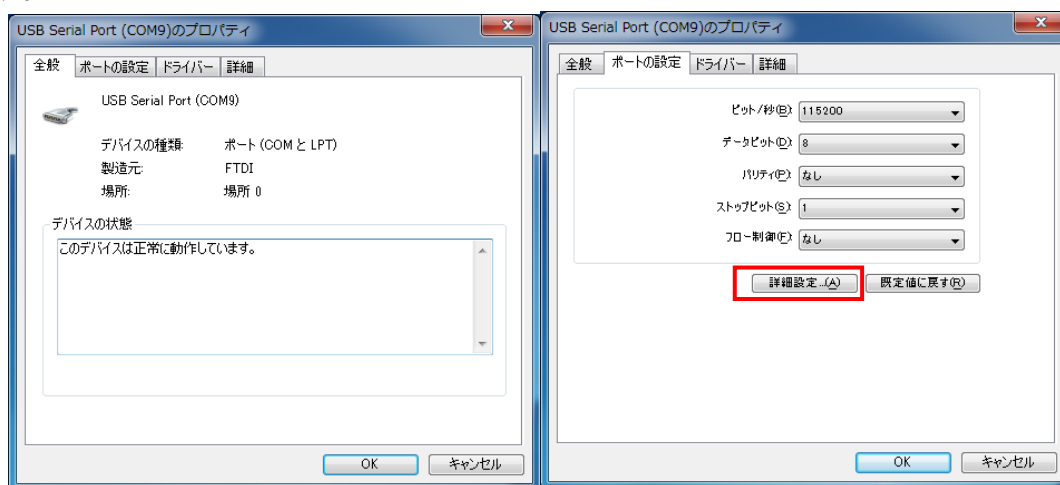 USB Serial Port (COM9)のプロパティ
全般 ポートの設定 ドライバー 詳細
USB Serial Port (COM9)
デバイスの種類: ポート (COM と LPT)
製造元: FTDI
場所: 場所 0
デバイスの状態
このデバイスは正常に動作しています。
OK キャンセル
USB Serial Port (COM9)のプロパティ
全般 ポートの設定 ドライバー 詳細
ビット/秒(B): 115200
データビット(D): 8
パリティ(P): なし
ストップビット(S): 1
フロー制御(F): なし
詳細設定...(A) 既定値に戻す(R)
OK キャンセル